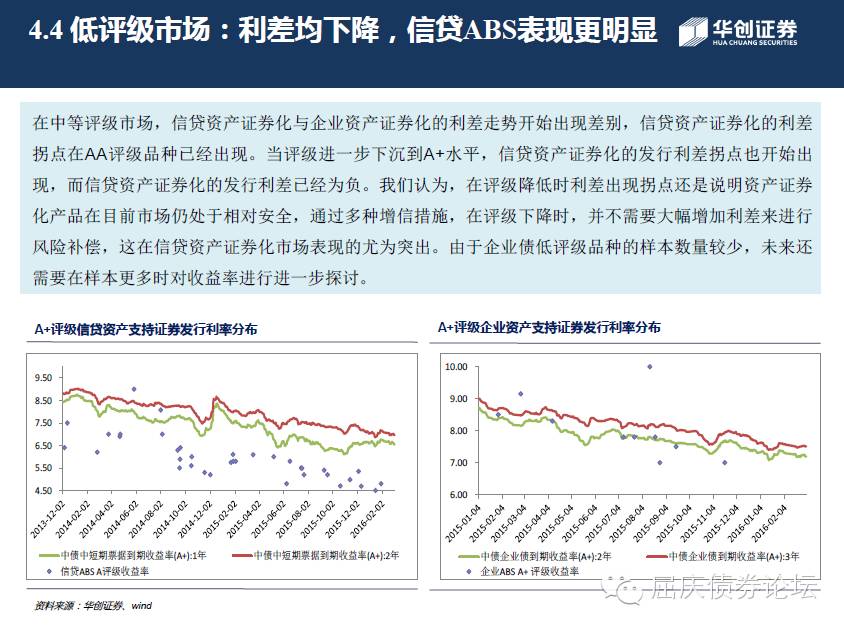 4.4 低评级市场：利差均下降，信贷ABS表现更明显
华创证券
HUA CHUANG SECURITIES
在中等评级市场，信贷资产证券化与企业资产证券化的利差走势开始出现差别，信贷资产证券化的利差
拐点在AA评级品种已经出现。当评级进一步下沉到A+水平，信贷资产证券化的发行利差拐点也开始出
现，而信贷资产证券化的发行利差已经为负。我们认为，在评级降低时利差出现拐点还是说明资产证券
化产品在目前市场仍处于相对安全，通过多种增信措施，在评级下降时，并不需要大幅增加利差来进行
风险补偿，这在信贷资产证券化市场表现的尤为突出。由于企业债低评级品种的样本数量较少，未来还
需要在样本更多时对收益率进行进一步探讨。
A+评级信贷资产支持证券发行利率分布
9.50
8.50
7.50
6.50
5.50
4.50
2013-12-02
2014-02-02
2014-04-02
2014-06-02
2014-08-02
2014-10-02
2014-12-02
2015-02-02
2015-04-02
2015-06-02
2015-08-02
2015-10-02
2015-12-02
2016-02-02
中债中短期票据到期收益率(A+):1年
中债中短期票据到期收益率(A+):2年
信贷ABS A评级收益率
A+评级企业资产支持证券发行利率分布
10.00
9.00
8.00
7.00
6.00
2015-01-04
2015-02-04
2015-03-04
2015-04-04
2015-05-04
2015-06-04
2015-07-04
2015-08-04
2015-09-04
2015-10-04
2015-11-04
2015-12-04
2016-01-04
2016-02-04
中债企业债到期收益率(A+):2年
中债企业债到期收益率(A+):3年
企业ABS A+ 评级收益率
资料来源：华创证券、wind
屈庆债券论坛